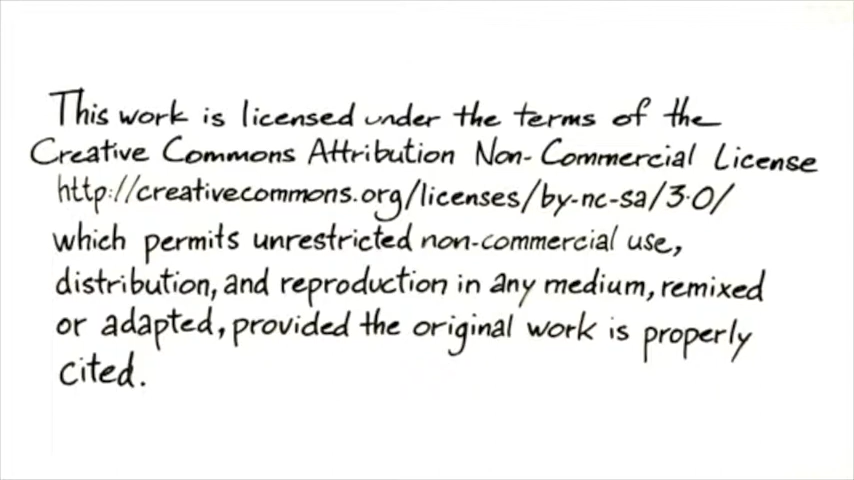 This work is licensed under the terms of the
Creative Commons Attribution Non-Commercial License
http://creativecommons.org/licenses/by-nc-sa/3.0/
which permits unrestricted non-commercial use,
distribution, and reproduction in any medium, remixed
or adapted, provided the original work is properly
cited.